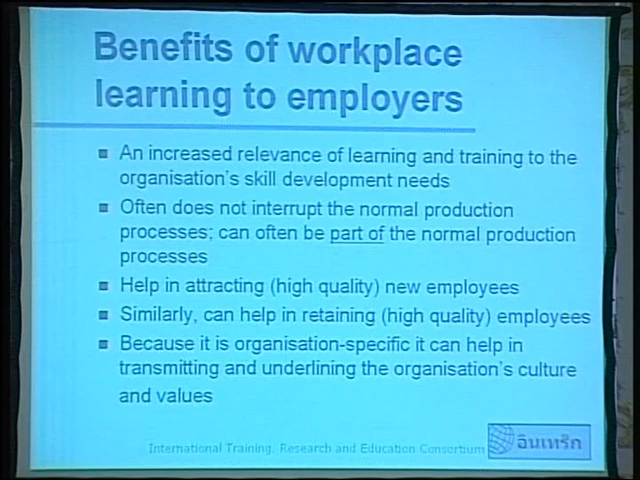 Benefits of workplace
learning to employers
An increased relevance of learning and training to the
organisation's skill development needs
Often does not interrupt the normal production
processes; can often be part of the normal production
processes
Help in attracting (high quality) new employees
Similarly, can help in retaining (high quality) employees
Because it is organisation-specific it can help in
transmitting and underlining the organisation's culture
and values
International Training, Research and Education Consortium
อินเทร็ก